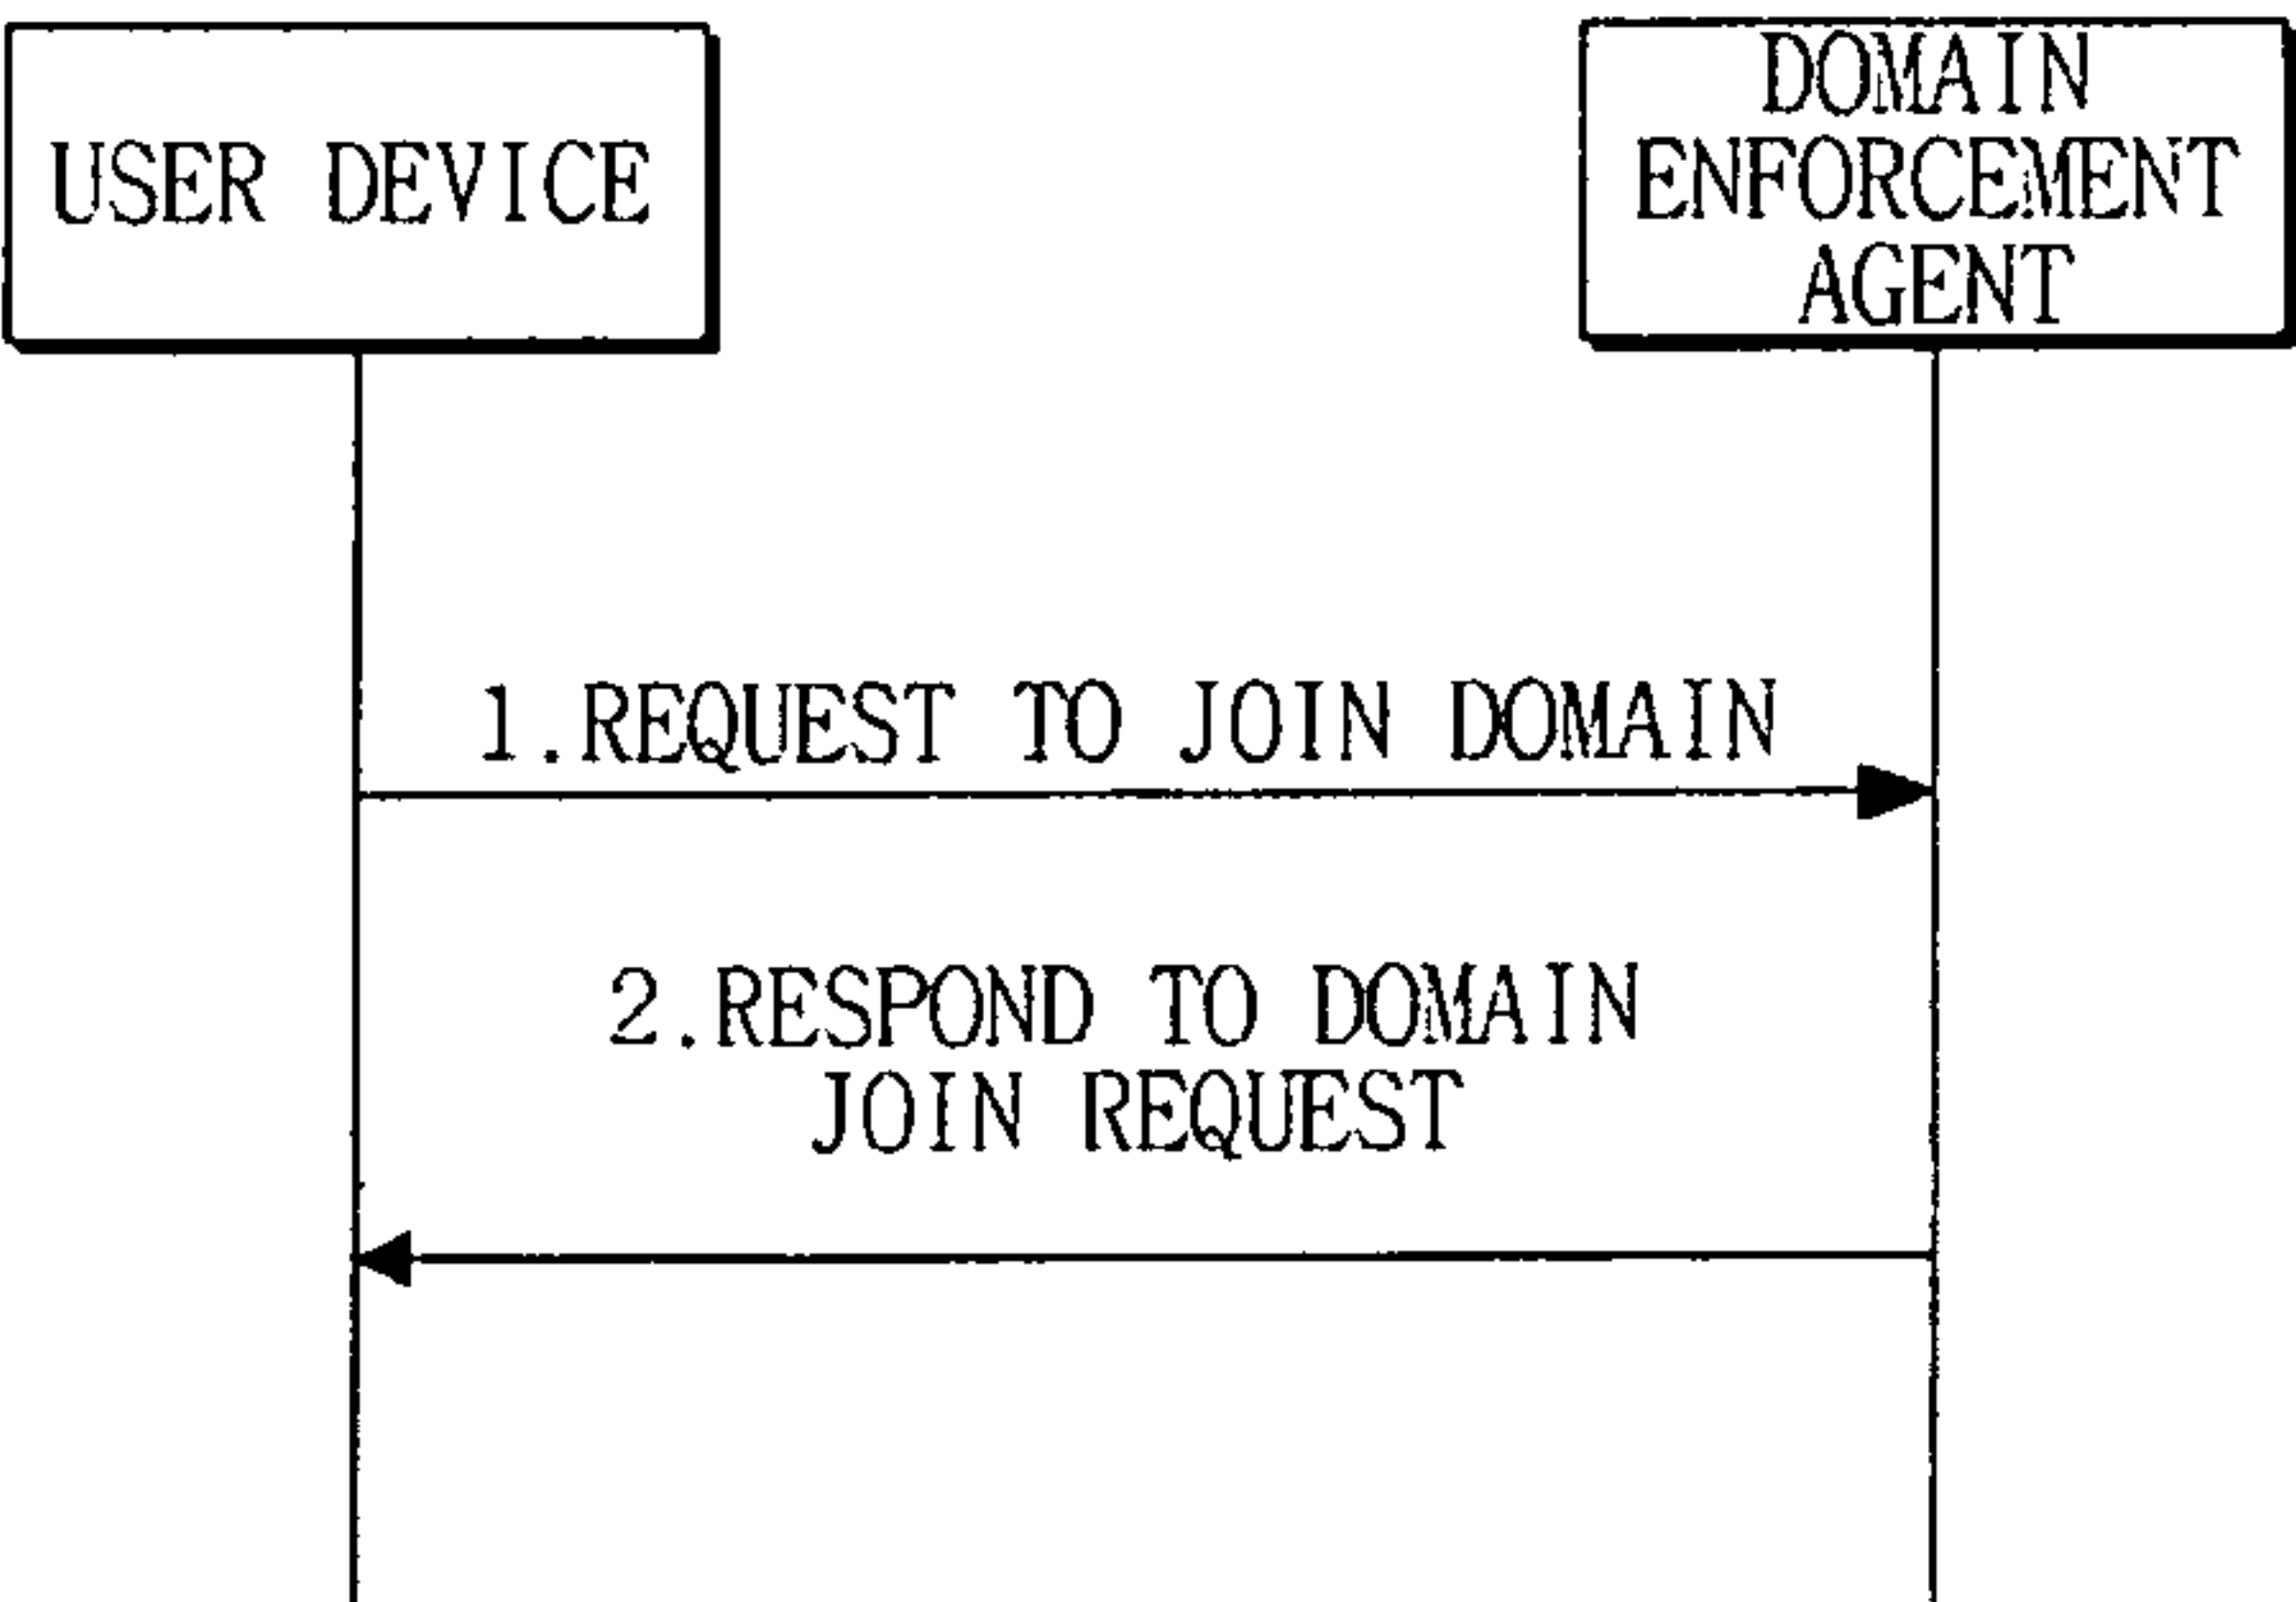 USER DEVICE
DOMAIN
ENFORCEMENT
AGENT
1.REQUEST TO JOIN DOMAIN
2.RESPOND TO DOMAIN
JOIN REQUEST